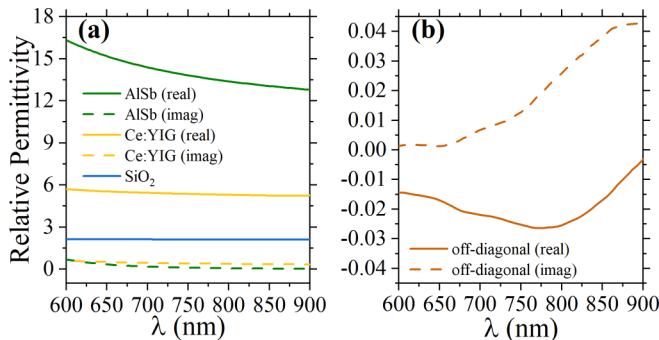 (a)
Relative Permittivity
18
15
12
9
6
3
0
AlSb (real)
AlSb (imag)
Ce:YIG (real)
Ce:YIG (imag)
SiO₂
600 650 700 750 800 850 900
λ (nm)
(b)
0.04
0.03
0.02
0.01
0.00
-0.01
-0.02
-0.03
-0.04
off-diagonal (real)
off-diagonal (imag)
600 650 700 750 800 850 900
λ (nm)